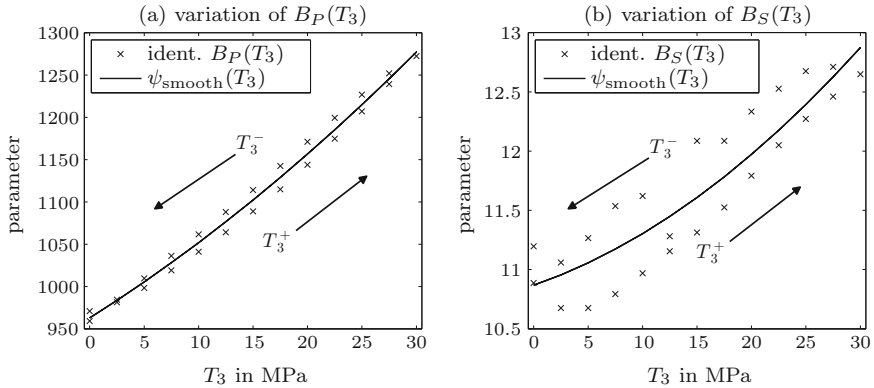 (a) variation of B_P(T_3)
1300
1250
1200
1150
1100
1050
1000
950
0 5 10 15 20 25 30
parameter
T_3 in MPa
ident. B_P(T_3)
ψ_smooth(T_3)
T_3^-
T_3^+
(b) variation of B_S(T_3)
13
12.5
12
11.5
11
10.5
0 5 10 15 20 25 30
parameter
T_3 in MPa
ident. B_S(T_3)
ψ_smooth(T_3)
T_3^-
T_3^+